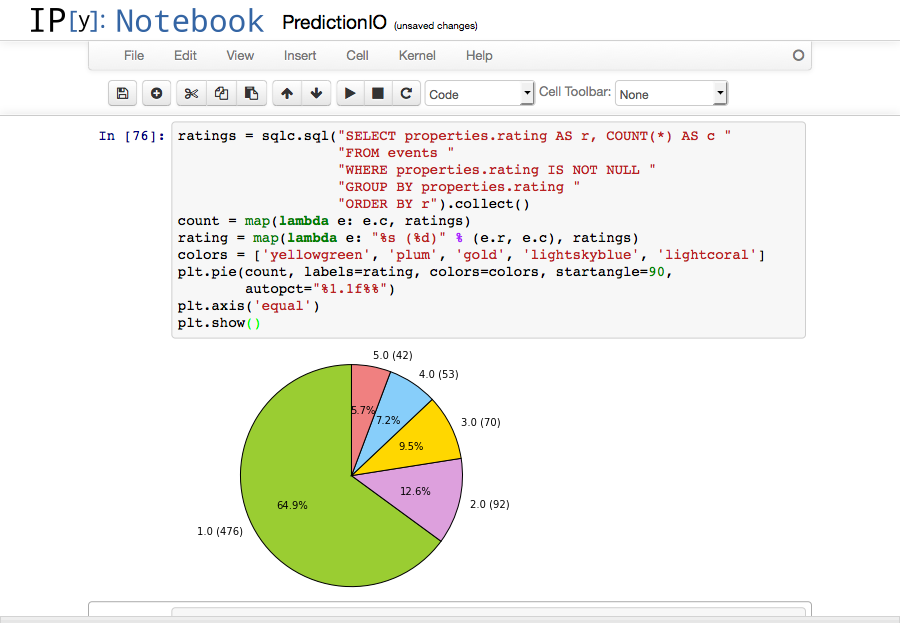 IP[y]: Notebook PredictionIO (unsaved changes)
File Edit View Insert Cell Kernel Help
Code Cell Toolbar: None
In [76]: ratings = sqlc.sql("SELECT properties.rating AS r, COUNT(*) AS c "
"FROM events "
"WHERE properties.rating IS NOT NULL "
"GROUP BY properties.rating "
"ORDER BY r").collect()
count = map(lambda e: e.c, ratings)
rating = map(lambda e: "%s (%d)" % (e.r, e.c), ratings)
colors = ['yellowgreen', 'plum', 'gold', 'lightskyblue', 'lightcoral']
plt.pie(count, labels=rating, colors=colors, startangle=90,
autopct="%1.1f%%")
plt.axis('equal')
plt.show()
5.0 (42)
4.0 (53)
5.7%
7.2%
3.0 (70)
9.5%
12.6%
64.9%
2.0 (92)
1.0 (476)